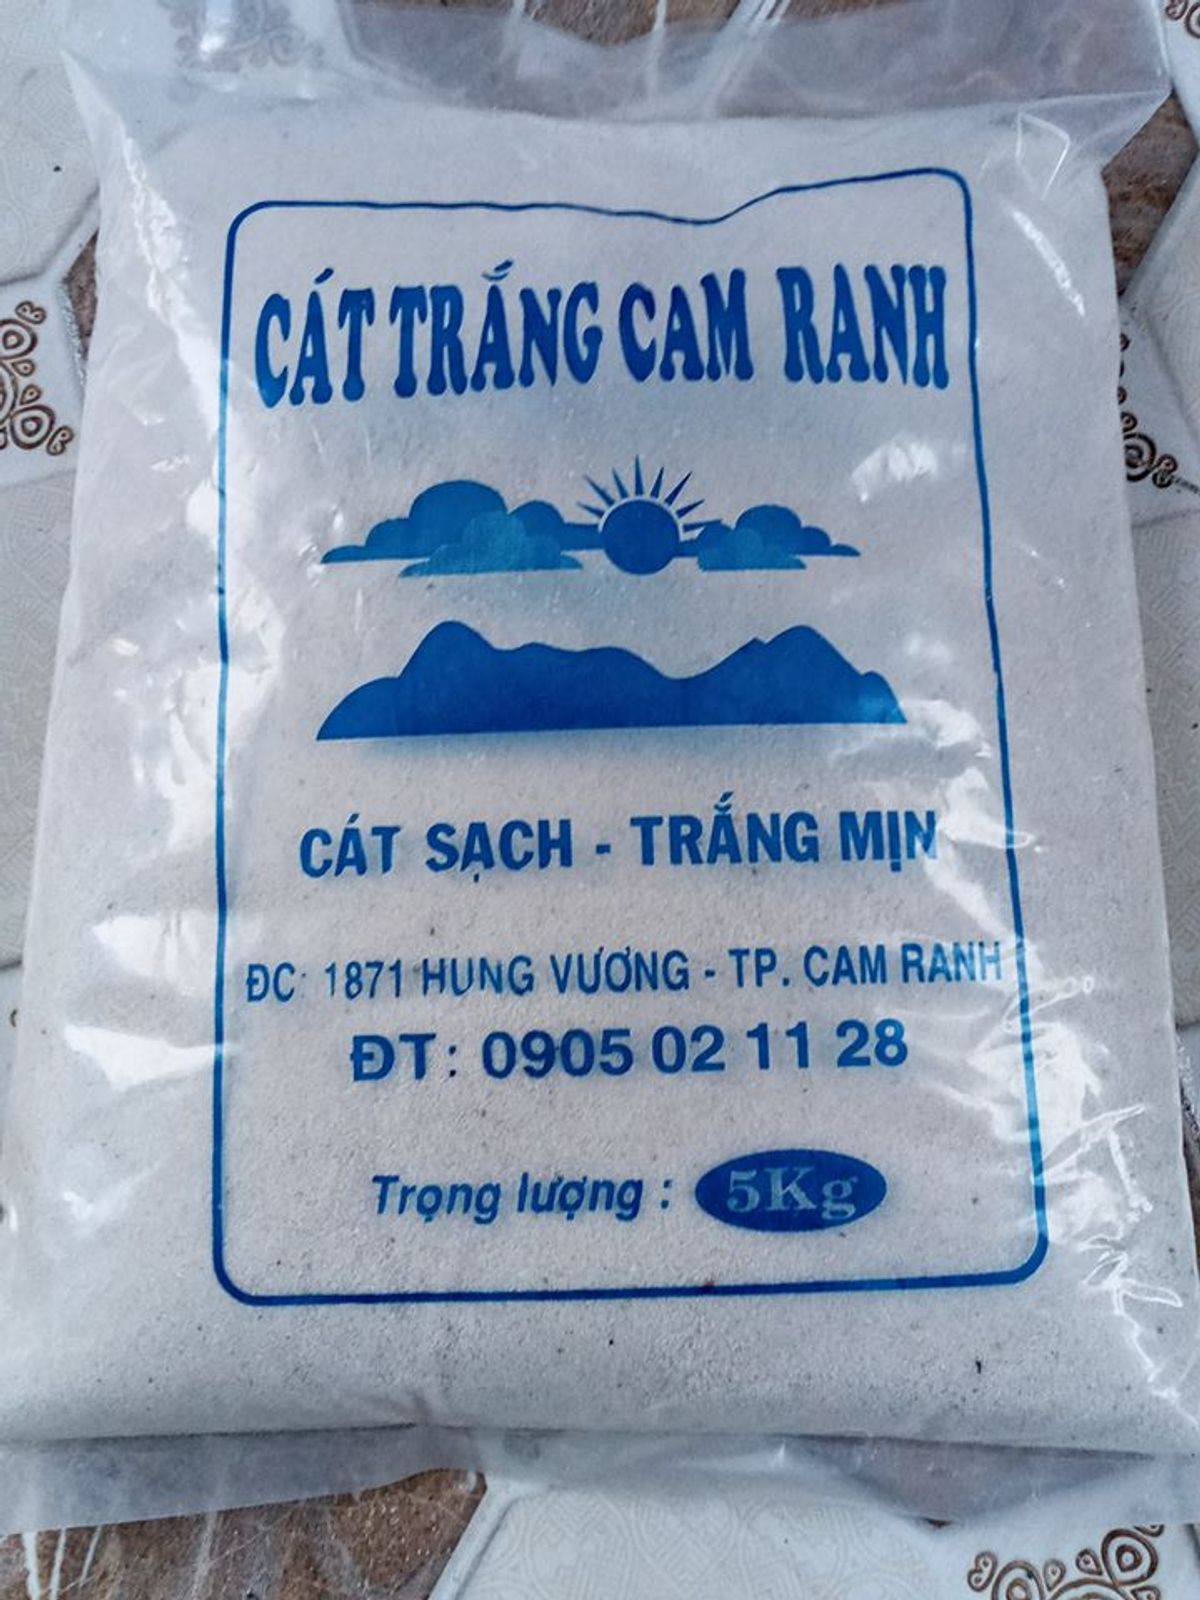 CÁT TRẮNG CAM RANH
CÁT SẠCH - TRẮNG MỊN
ĐC: 1871 HUNG VƯƠNG - TP. CAM RANH
ĐT: 0905 02 11 28
Trọng lượng : 5Kg